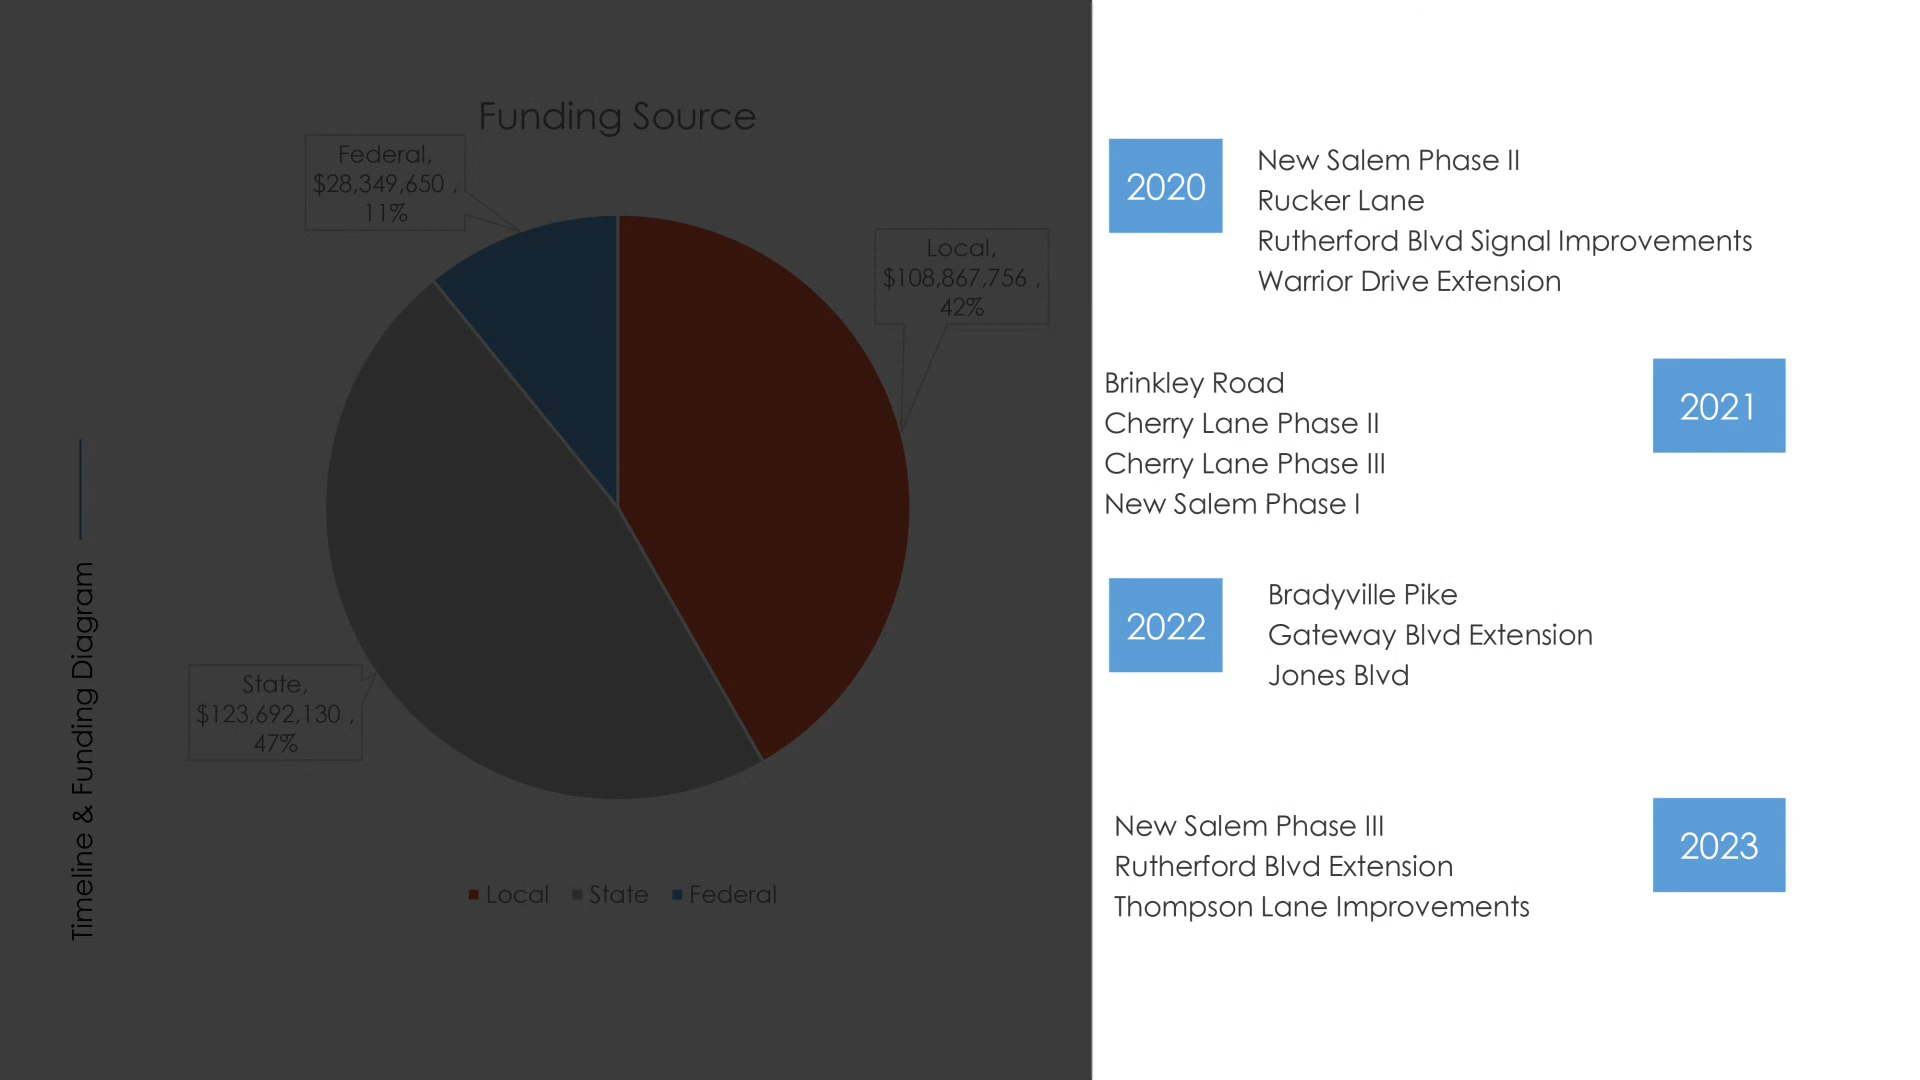 Timeline & Funding Diagram
Funding Source
Federal,
$28,349,650 ,
11%
Local,
$108,867,756 ,
42%
State,
$123,692,130 ,
47%
Local State Federal
2020
New Salem Phase II
Rucker Lane
Rutherford Blvd Signal Improvements
Warrior Drive Extension
Brinkley Road
Cherry Lane Phase II
Cherry Lane Phase III
New Salem Phase I
2021
2022
Bradyville Pike
Gateway Blvd Extension
Jones Blvd
New Salem Phase III
Rutherford Blvd Extension
Thompson Lane Improvements
2023